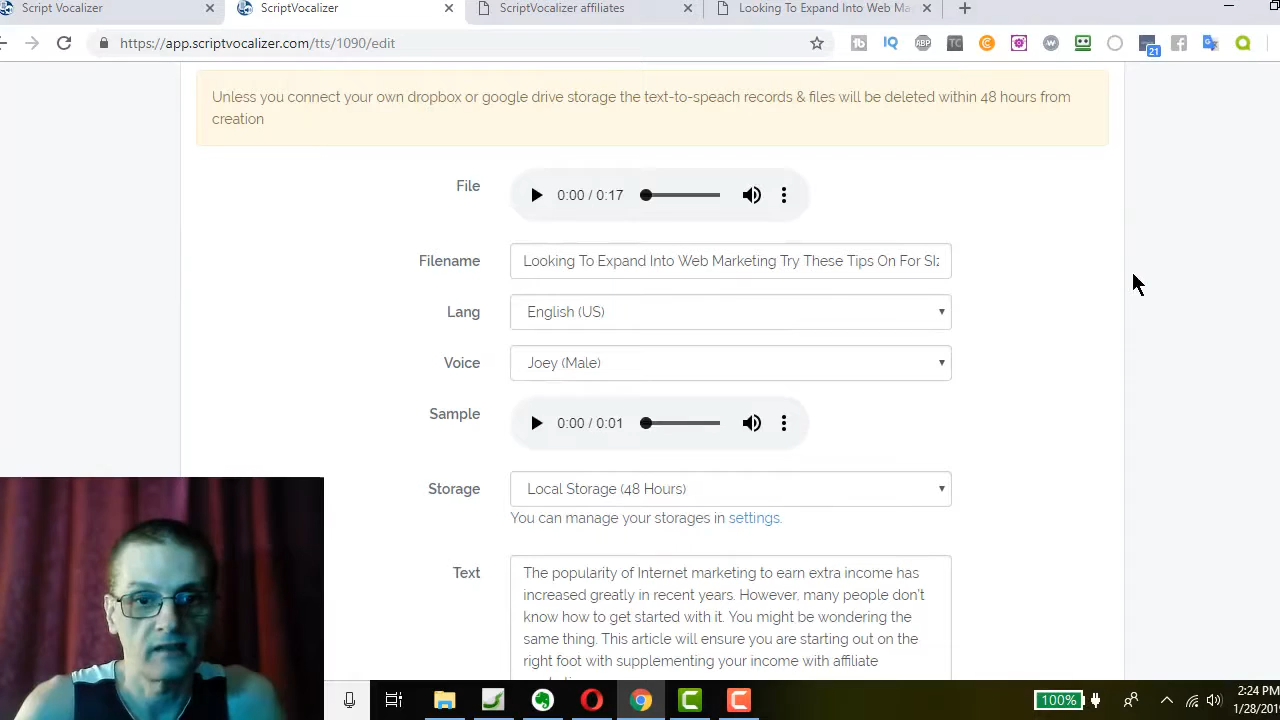 Script Vocalizer
ScriptVocalizer
ScriptVocalizer affiliates
Looking To Expand Into Web Ma
https://app.scriptvocalizer.com/tts/1090/edit
tb
IQ
ABP
TC
C
w
21
Unless you connect your own dropbox or google drive storage the text-to-speach records & files will be deleted within 48 hours from
creation
File
0:00 / 0:17
Filename
Looking To Expand Into Web Marketing Try These Tips On For Siz
Lang
English (US)
Voice
Joey (Male)
Sample
0:00 / 0:01
Storage
Local Storage (48 Hours)
You can manage your storages in settings.
Text
The popularity of Internet marketing to earn extra income has
increased greatly in recent years. However, many people don't
know how to get started with it. You might be wondering the
same thing. This article will ensure you are starting out on the
right foot with supplementing your income with affiliate
100%
2:24 PM
1/28/201